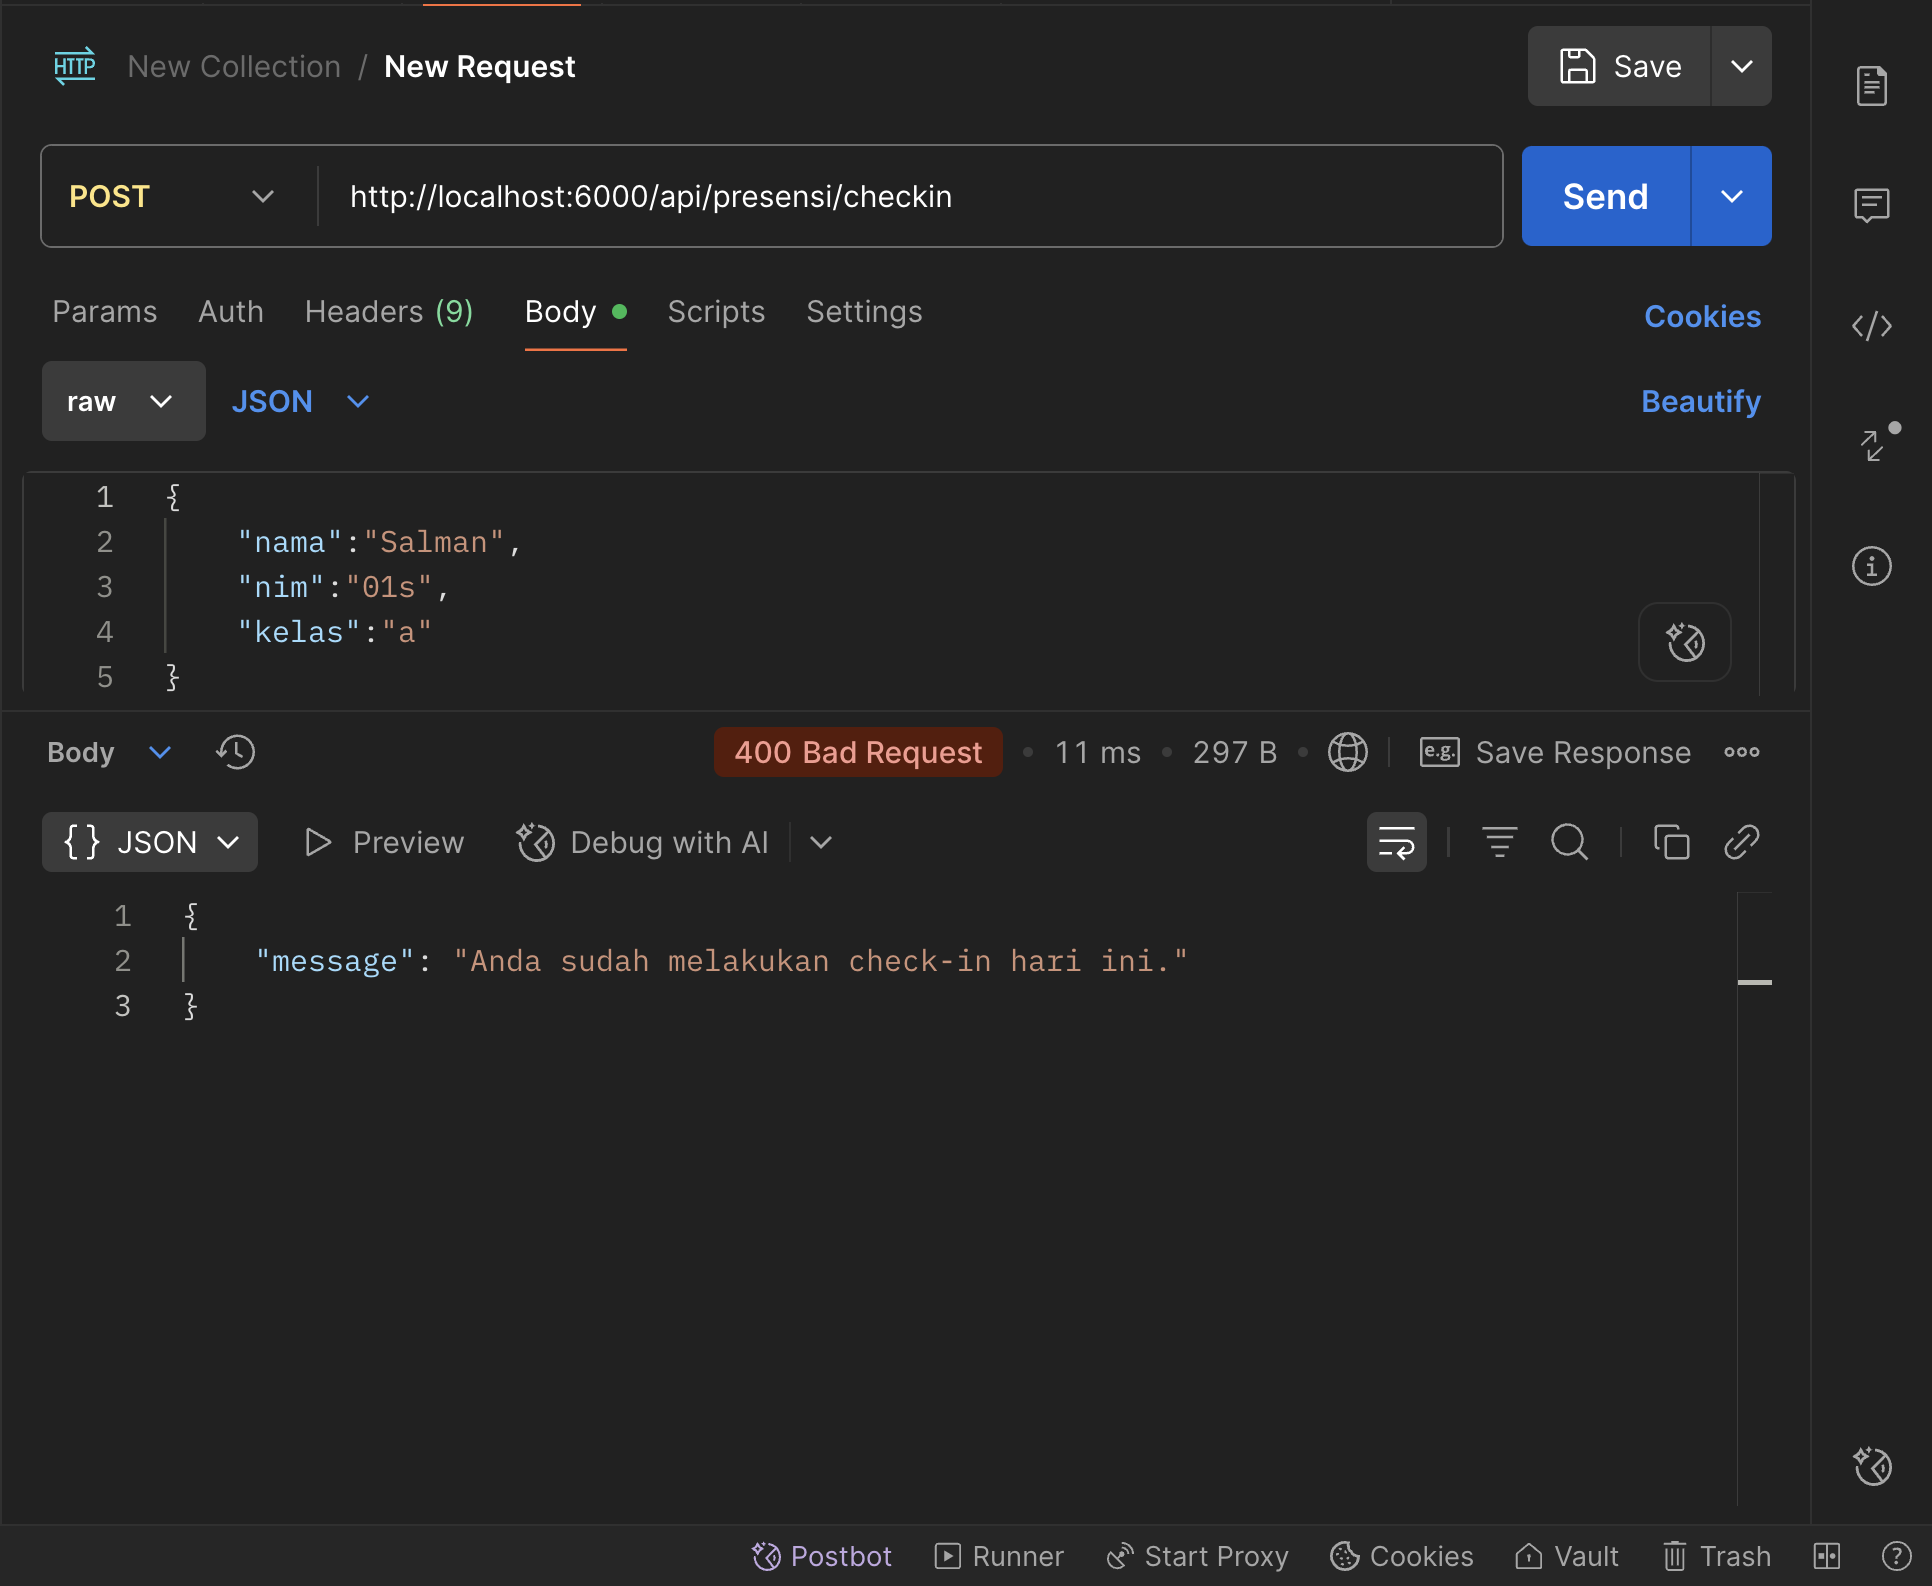 HTTP New Collection / New Request Save
POST http://localhost:6000/api/presensi/checkin Send
Params Auth Headers (9) Body Scripts Settings Cookies
raw JSON Beautify
1 {
2 "nama":"Salman",
3 "nim":"01s",
4 "kelas":"a"
5 }
Body 400 Bad Request • 11 ms • 297 B • e.g. Save Response
{} JSON Preview Debug with AI
1 {
2 "message": "Anda sudah melakukan check-in hari ini."
3 }
Postbot Runner Start Proxy Cookies Vault Trash